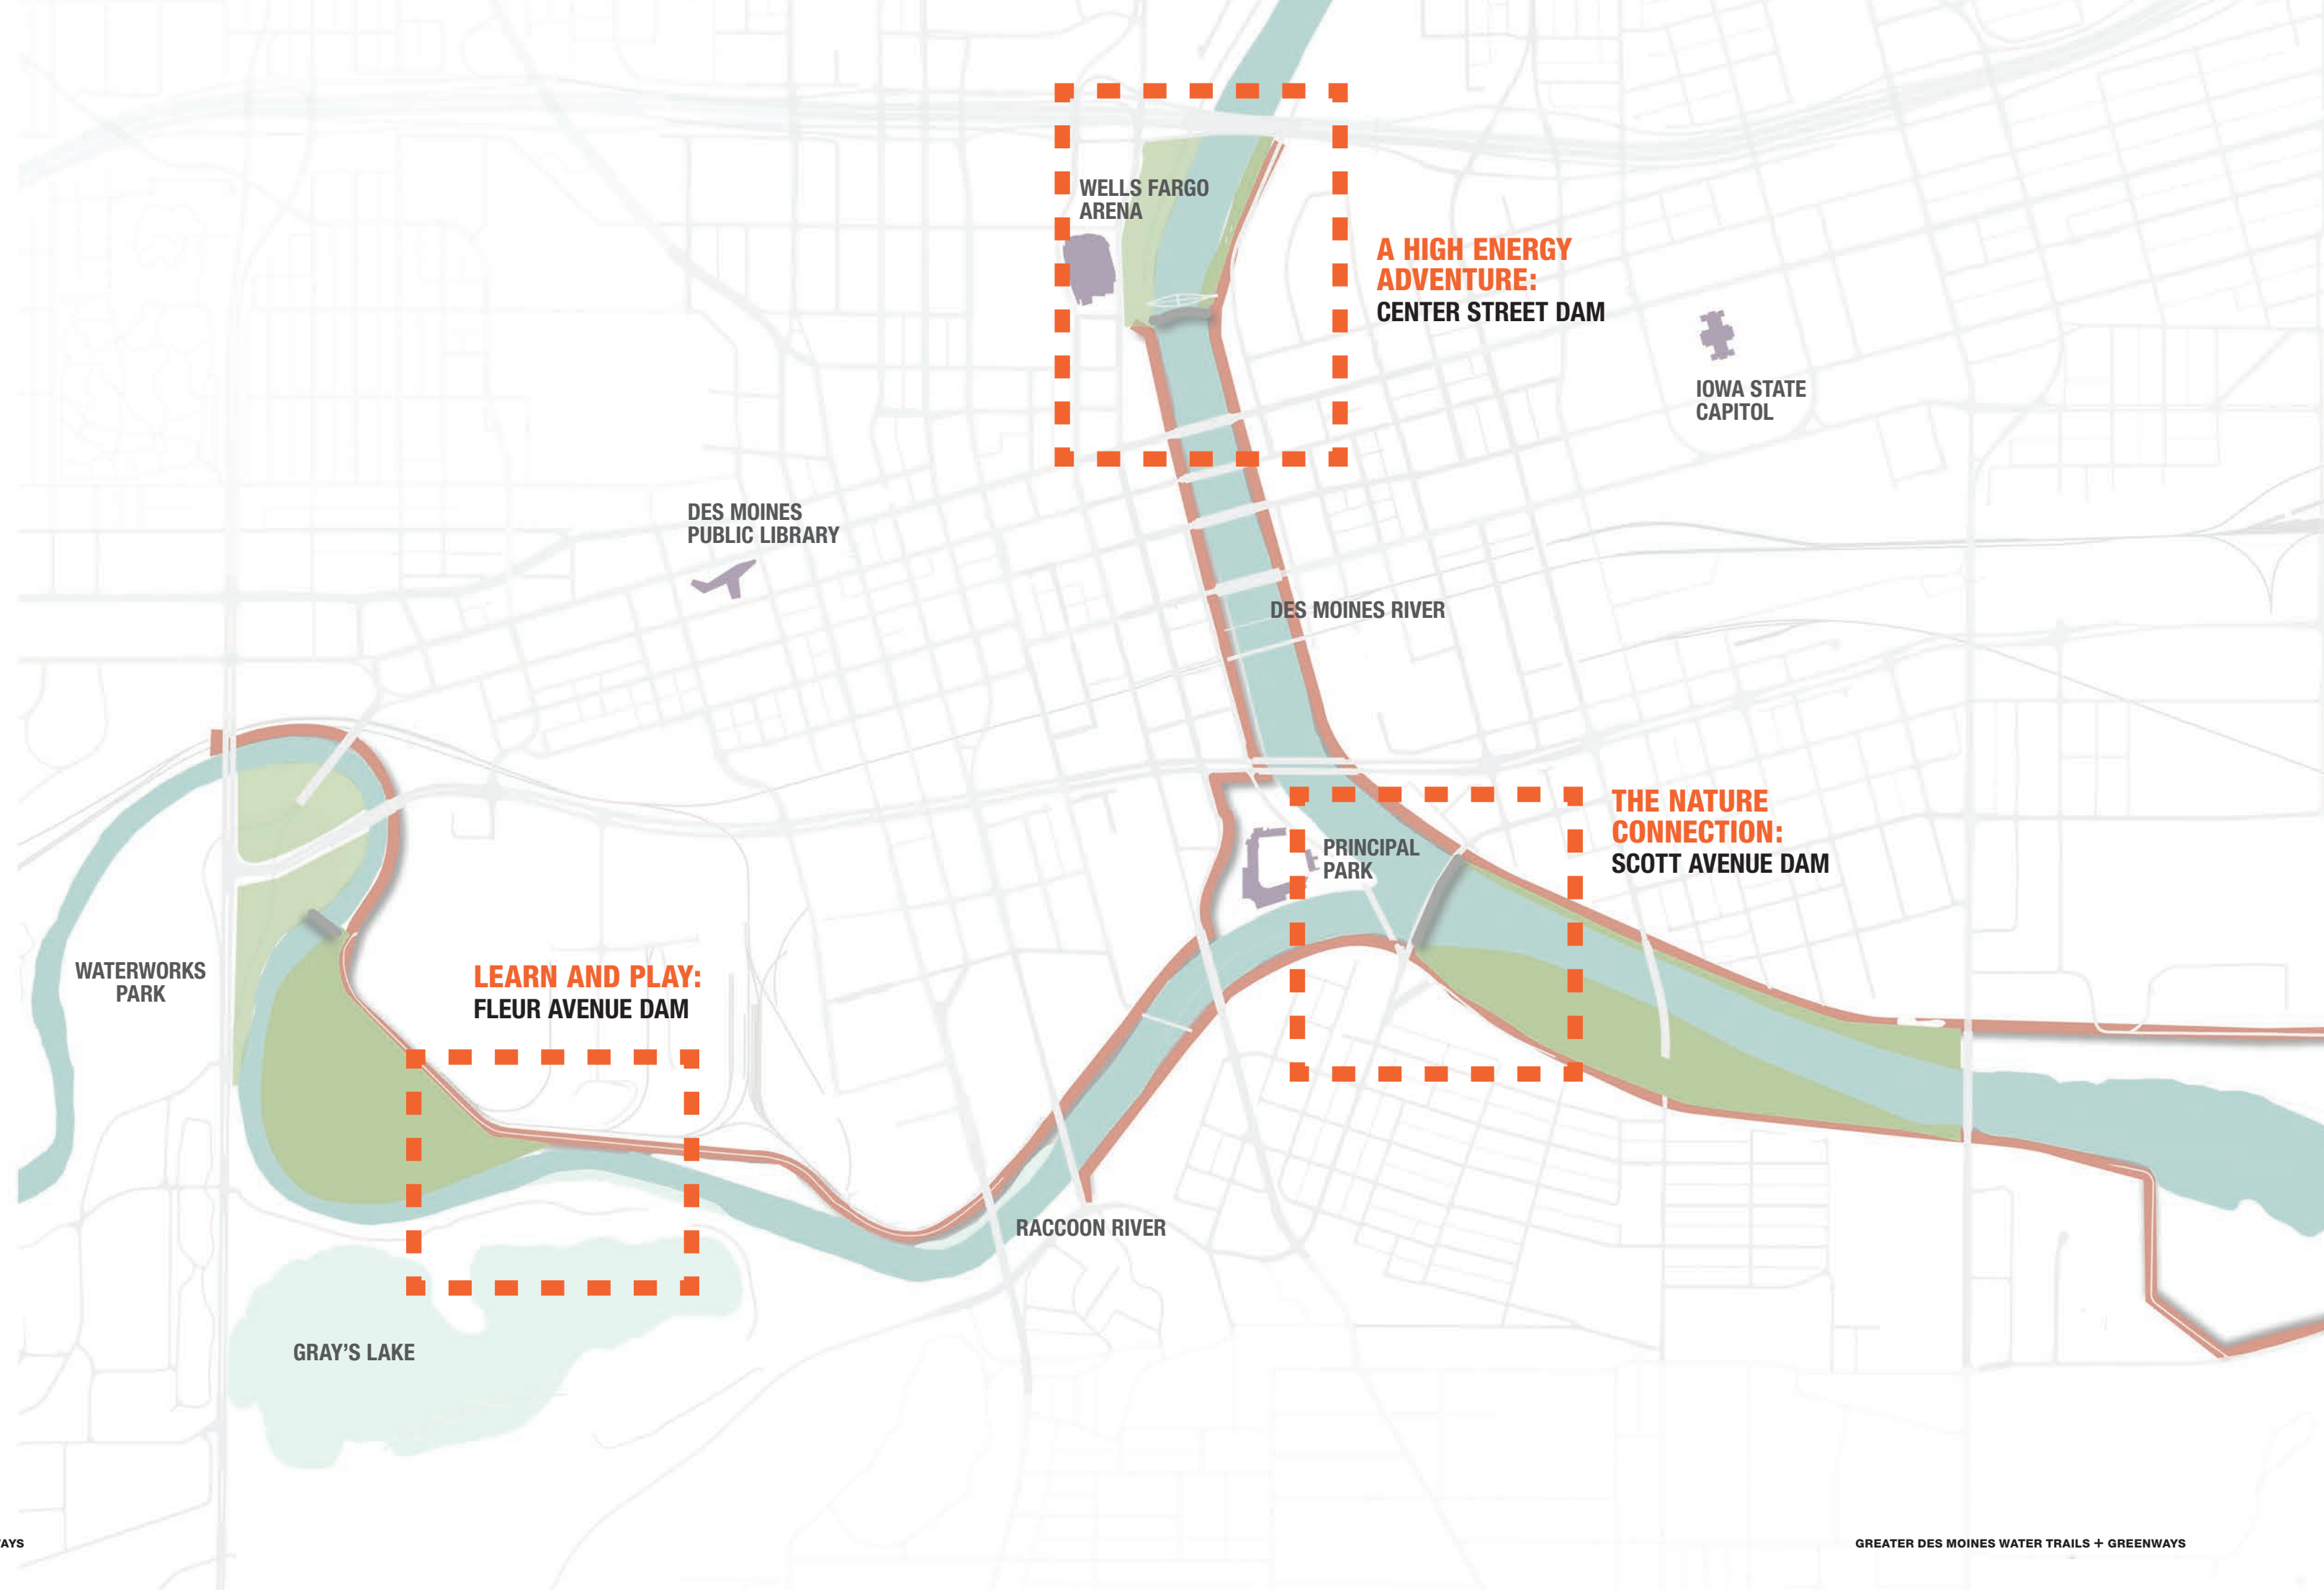 WELLS FARGO
ARENA
A HIGH ENERGY
ADVENTURE:
CENTER STREET DAM
IOWA STATE
CAPITOL
DES MOINES
PUBLIC LIBRARY
DES MOINES RIVER
THE NATURE
CONNECTION:
SCOTT AVENUE DAM
PRINCIPAL
PARK
WATERWORKS
PARK
LEARN AND PLAY:
FLEUR AVENUE DAM
RACCOON RIVER
GRAY'S LAKE
AYS
GREATER DES MOINES WATER TRAILS + GREENWAYS